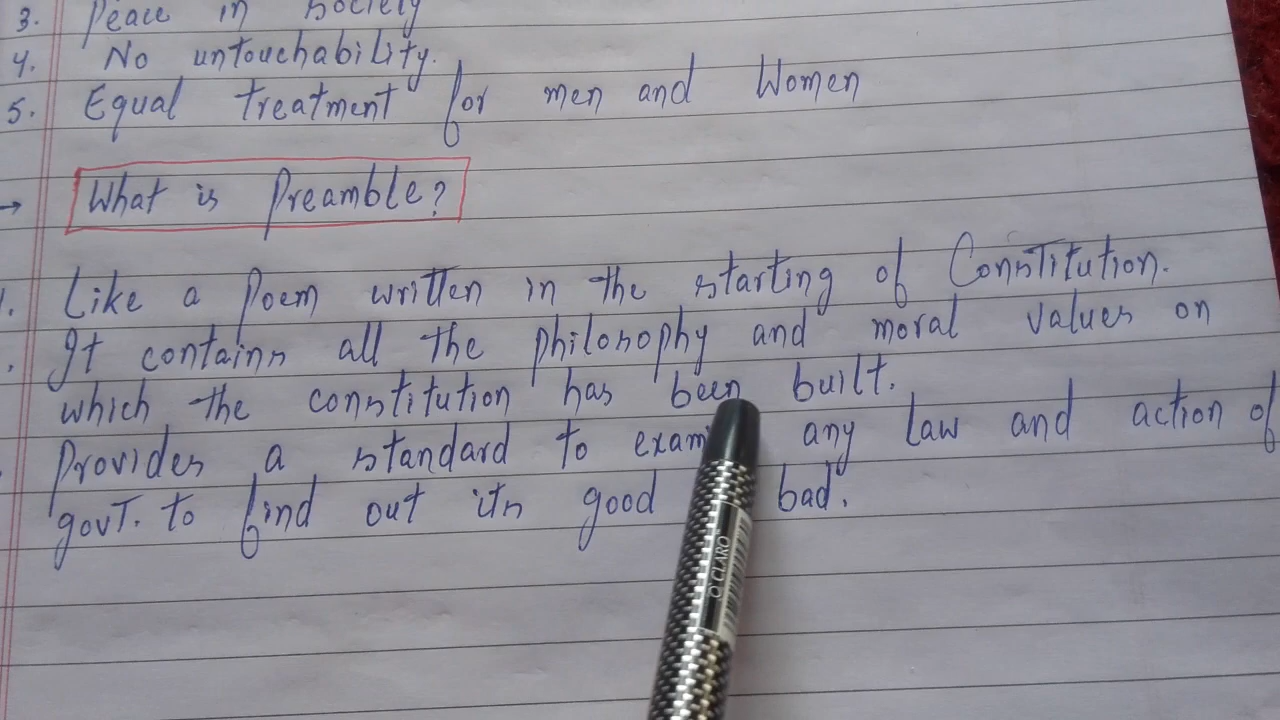 3. Peace in society
4. No untouchability.
5. Equal treatment for men and Women
→ What is Preamble?
1. Like a Poem written in the starting of Constitution.
. It contains all the philosophy and moral values on
which the constitution has been built.
Provides a standard to exam any law and action of
govT. to find out its good bad.
O'CLARO